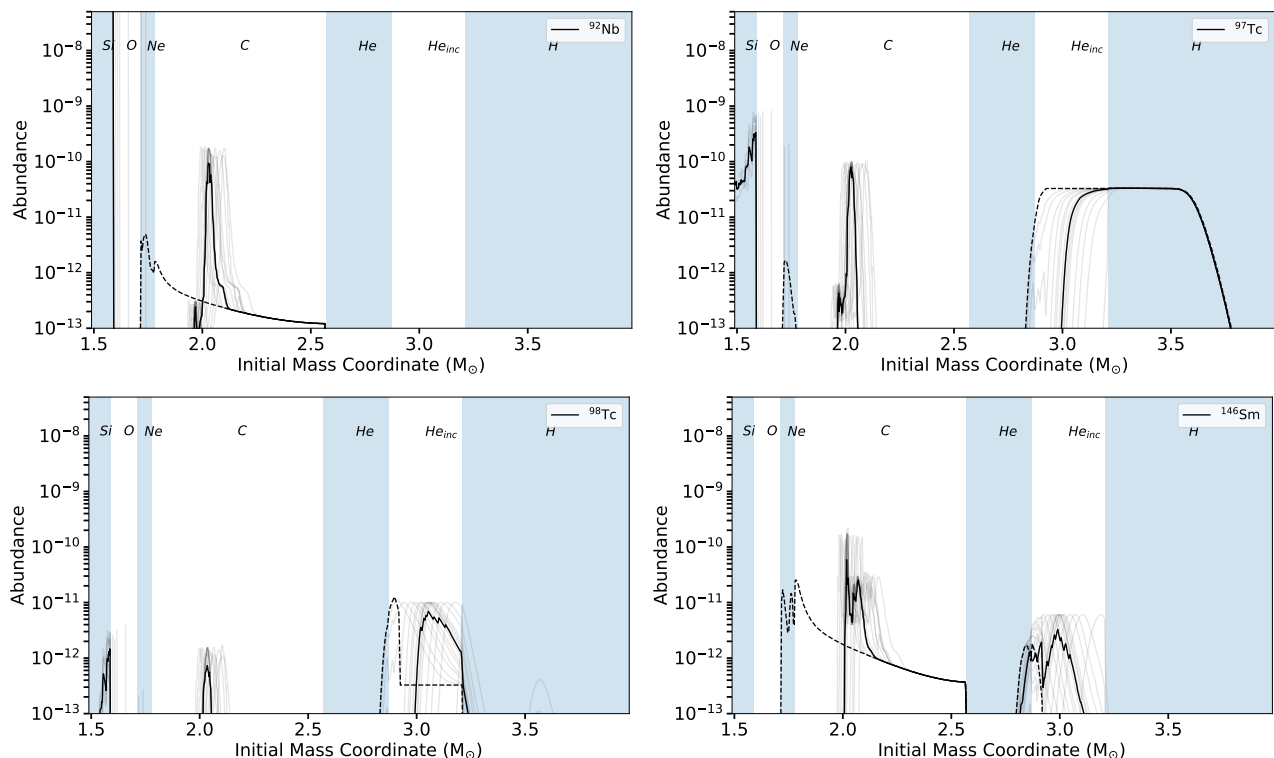 ⁹²Nb
Si O Ne C He He_inc H
10⁻⁸
10⁻⁹
10⁻¹⁰
10⁻¹¹
10⁻¹²
10⁻¹³
Abundance
1.5 2.0 2.5 3.0 3.5
Initial Mass Coordinate (M☉)
⁹⁷Tc
Si O Ne C He He_inc H
10⁻⁸
10⁻⁹
10⁻¹⁰
10⁻¹¹
10⁻¹²
10⁻¹³
Abundance
1.5 2.0 2.5 3.0 3.5
Initial Mass Coordinate (M☉)
⁹⁸Tc
Si O Ne C He He_inc H
10⁻⁸
10⁻⁹
10⁻¹⁰
10⁻¹¹
10⁻¹²
10⁻¹³
Abundance
1.5 2.0 2.5 3.0 3.5
Initial Mass Coordinate (M☉)
¹⁴⁶Sm
Si O Ne C He He_inc H
10⁻⁸
10⁻⁹
10⁻¹⁰
10⁻¹¹
10⁻¹²
10⁻¹³
Abundance
1.5 2.0 2.5 3.0 3.5
Initial Mass Coordinate (M☉)